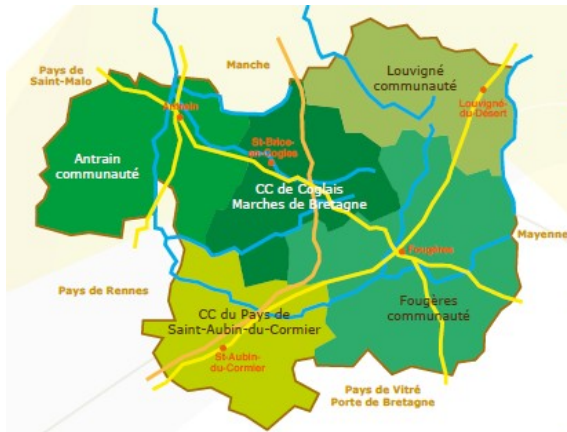 Pays de
Saint-Malo
Manche
Louvigné
communauté
Louvigné-
du-Désert
Antrain
St-Brice-
en-Cogles
Antrain
communauté
CC de Coglais
Marches de Bretagne
Mayenne
Fougères
Pays de Rennes
Fougères
communauté
CC du Pays de
Saint-Aubin-du-Cormier
St-Aubin-
du-Cormier
Pays de Vitré
Porte de Bretagne